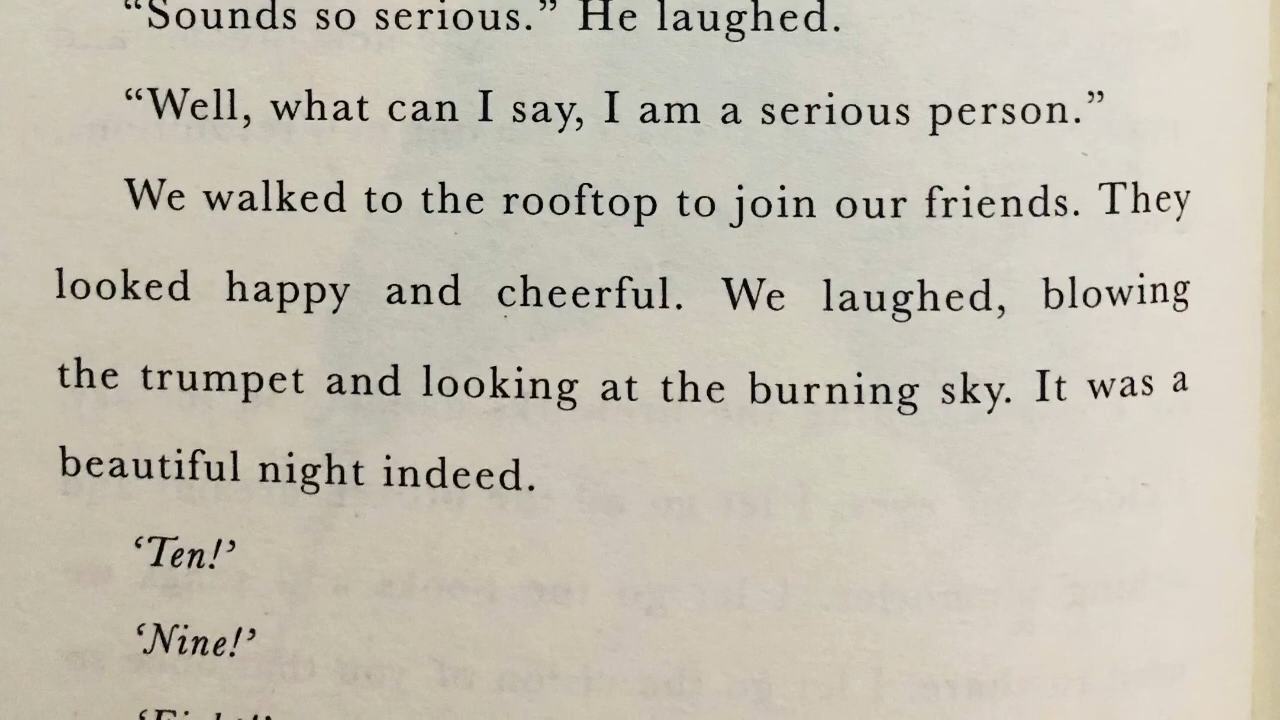 “Sounds so serious.” He laughed.
“Well, what can I say, I am a serious person.”
We walked to the rooftop to join our friends. They
looked happy and cheerful. We laughed, blowing
the trumpet and looking at the burning sky. It was a
beautiful night indeed.
‘Ten!’
‘Nine!’